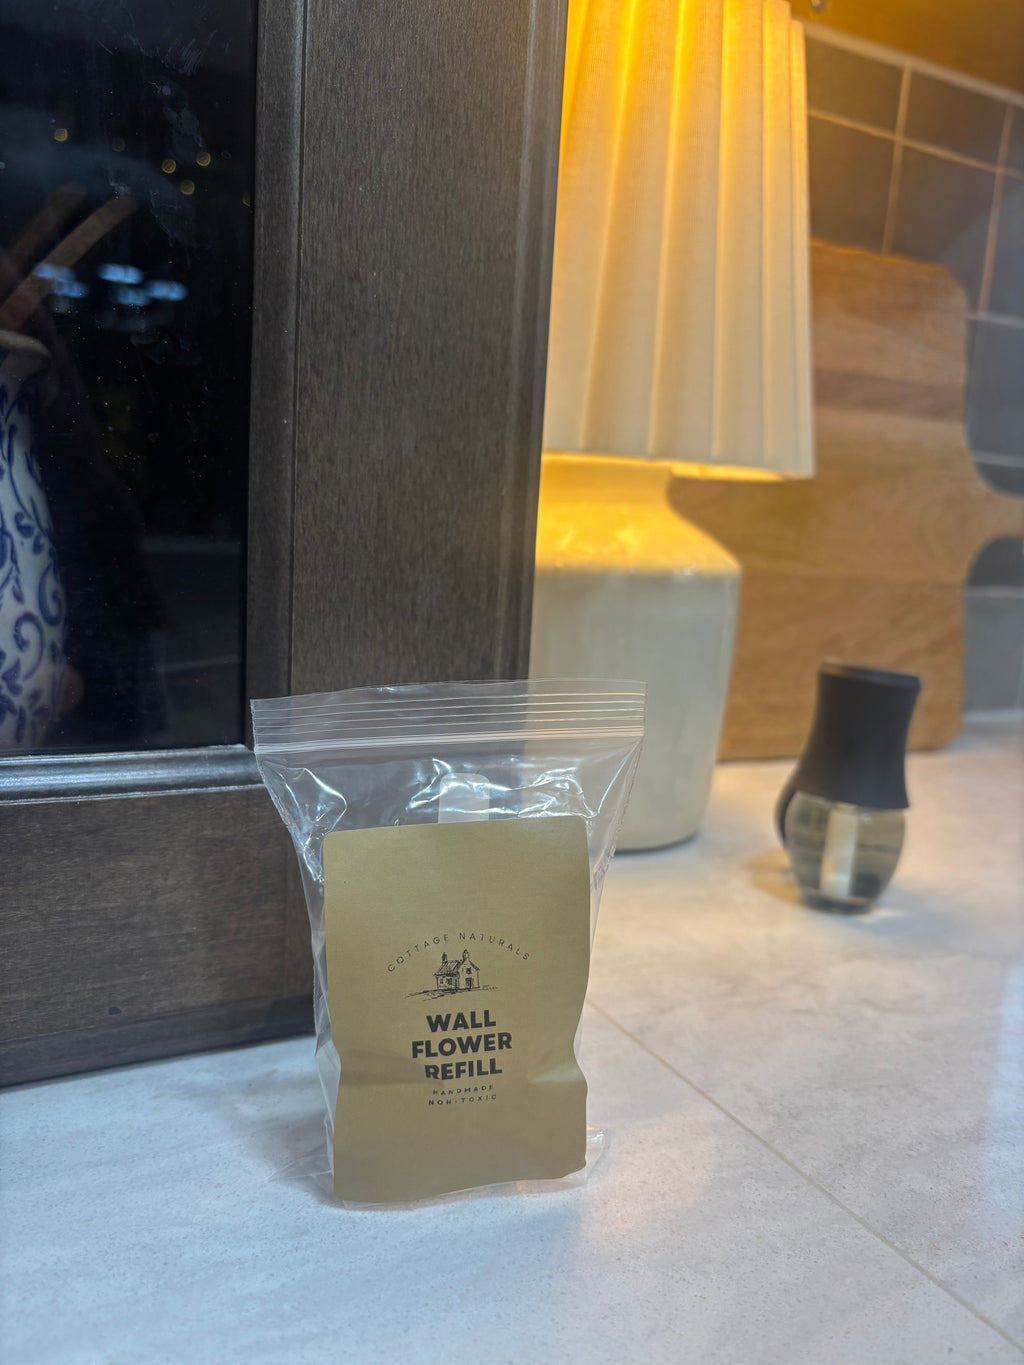 COTTAGE NATURALS
WALL
FLOWER
REFILL
HANDMADE
NON-TOXIC